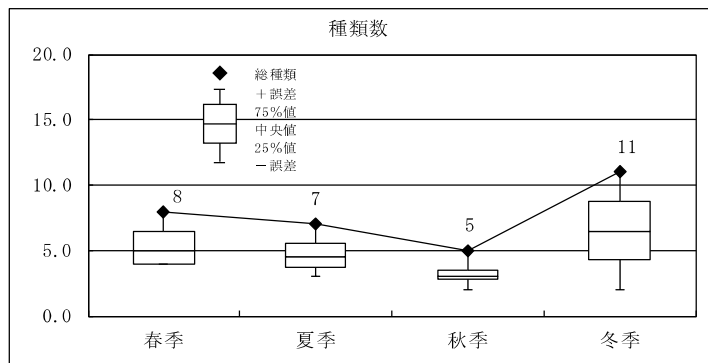 種類数
20.0
15.0
10.0
5.0
0.0
総種類
＋誤差
75%値
中央値
25%値
－誤差
8
7
5
11
春季
夏季
秋季
冬季